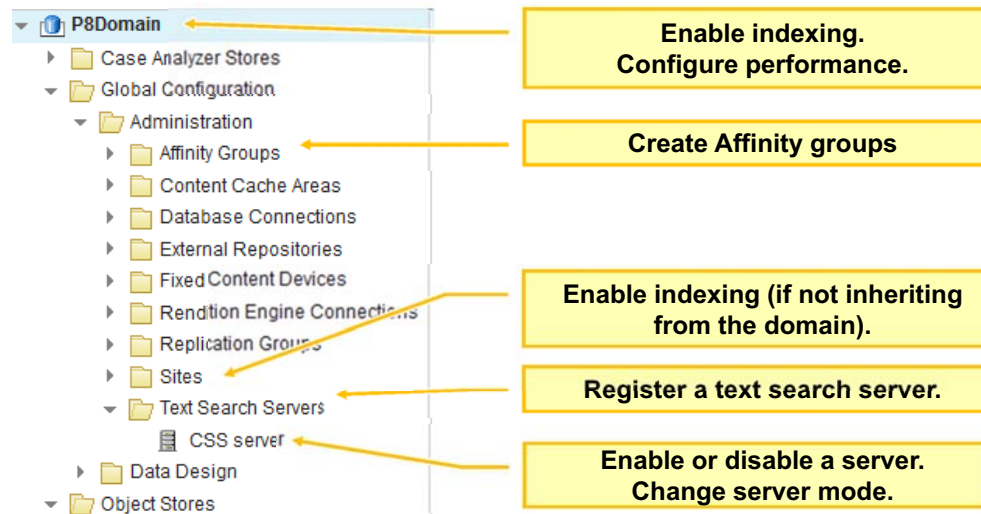 P8Domain
Enable indexing.
Configure performance.
Case Analyzer Stores
Global Configuration
Administration
Affinity Groups
Create Affinity groups
Content Cache Areas
Database Connections
External Repositories
Fixed Content Devices
Rendition Engine Connections
Enable indexing (if not inheriting
from the domain).
Replication Groups
Sites
Register a text search server.
Text Search Servers
CSS server
Enable or disable a server.
Change server mode.
Data Design
Object Stores